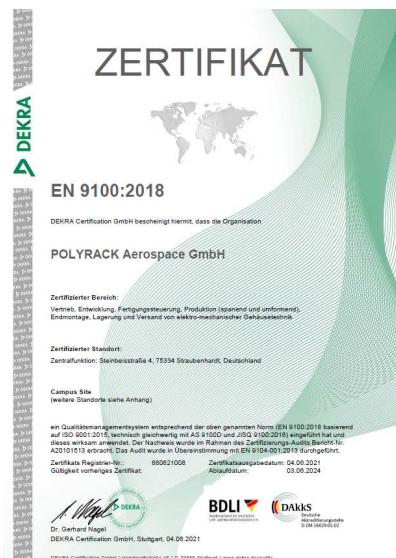 ZERTIFIKAT
DEKRA
EN 9100:2018
DEKRA Certification GmbH bescheinigt hiermit, dass die Organisation
POLYRACK Aerospace GmbH
Zertifizierter Bereich:
Vertrieb, Entwicklung, Fertigungssteuerung, Produktion (spanend und umformend),
Endmontage, Lagerung und Versand von elektro-mechanischer Gehäusetechnik
Zertifizierter Standort:
Zentralfunktion: Steinbeisstraße 4, 75334 Straubenhardt, Deutschland
Campus Site
(weitere Standorte siehe Anhang)
ein Qualitätsmanagementsystem entsprechend der oben genannten Norm (EN 9100:2018 basierend
auf ISO 9001:2015, technisch gleichwertig mit AS 9100D und JISQ 9100:2016) eingeführt hat und
dieses wirksam anwendet. Der Nachweis wurde im Rahmen des Zertifizierungs-Audits Bericht-Nr.
A20101513 erbracht. Das Audit wurde in Übereinstimmung mit EN 9104-001:2013 durchgeführt.
Zertifikats Registrier-Nr.: 880621008 Zertifikatsausgabedatum: 04.06.2021
Gültigkeit vorheriges Zertifikat: Ablaufdatum: 03.06.2024
DEKRA
BDLI
DAkkS
Deutsche
Akkreditierungsstelle
D-ZM-16029-01-02
Dr. Gerhard Nagel
DEKRA Certification GmbH, Stuttgart, 04.06.2021